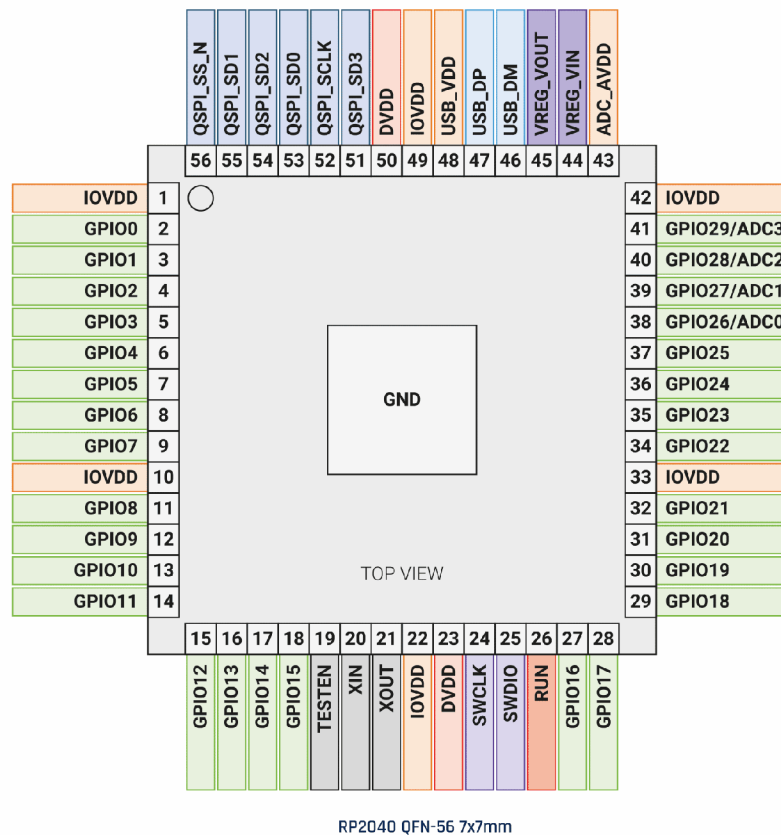 QSPI_SS_N
QSPI_SD1
QSPI_SD2
QSPI_SD0
QSPI_SCLK
QSPI_SD3
DVDD
IOVDD
USB_VDD
USB_DP
USB_DM
VREG_VOUT
VREG_VIN
ADC_AVDD
56 55 54 53 52 51 50 49 48 47 46 45 44 43
IOVDD 1
GPIO0 2
GPIO1 3
GPIO2 4
GPIO3 5
GPIO4 6
GPIO5 7
GPIO6 8
GPIO7 9
IOVDD 10
GPIO8 11
GPIO9 12
GPIO10 13
GPIO11 14
42 IOVDD
41 GPIO29/ADC3
40 GPIO28/ADC2
39 GPIO27/ADC1
38 GPIO26/ADC0
37 GPIO25
36 GPIO24
35 GPIO23
34 GPIO22
33 IOVDD
32 GPIO21
31 GPIO20
30 GPIO19
29 GPIO18
GND
TOP VIEW
15 16 17 18 19 20 21 22 23 24 25 26 27 28
GPIO12
GPIO13
GPIO14
GPIO15
TESTEN
XIN
XOUT
IOVDD
DVDD
SWCLK
SWDIO
RUN
GPIO16
GPIO17
RP2040 QFN-56 7x7mm